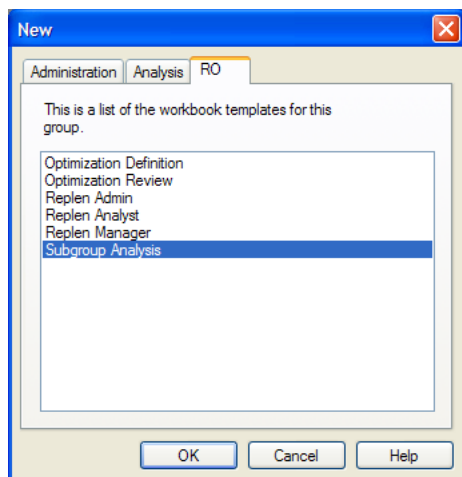 New
Administration Analysis RO
This is a list of the workbook templates for this
group.
Optimization Definition
Optimization Review
Replen Admin
Replen Analyst
Replen Manager
Subgroup Analysis
OK Cancel Help